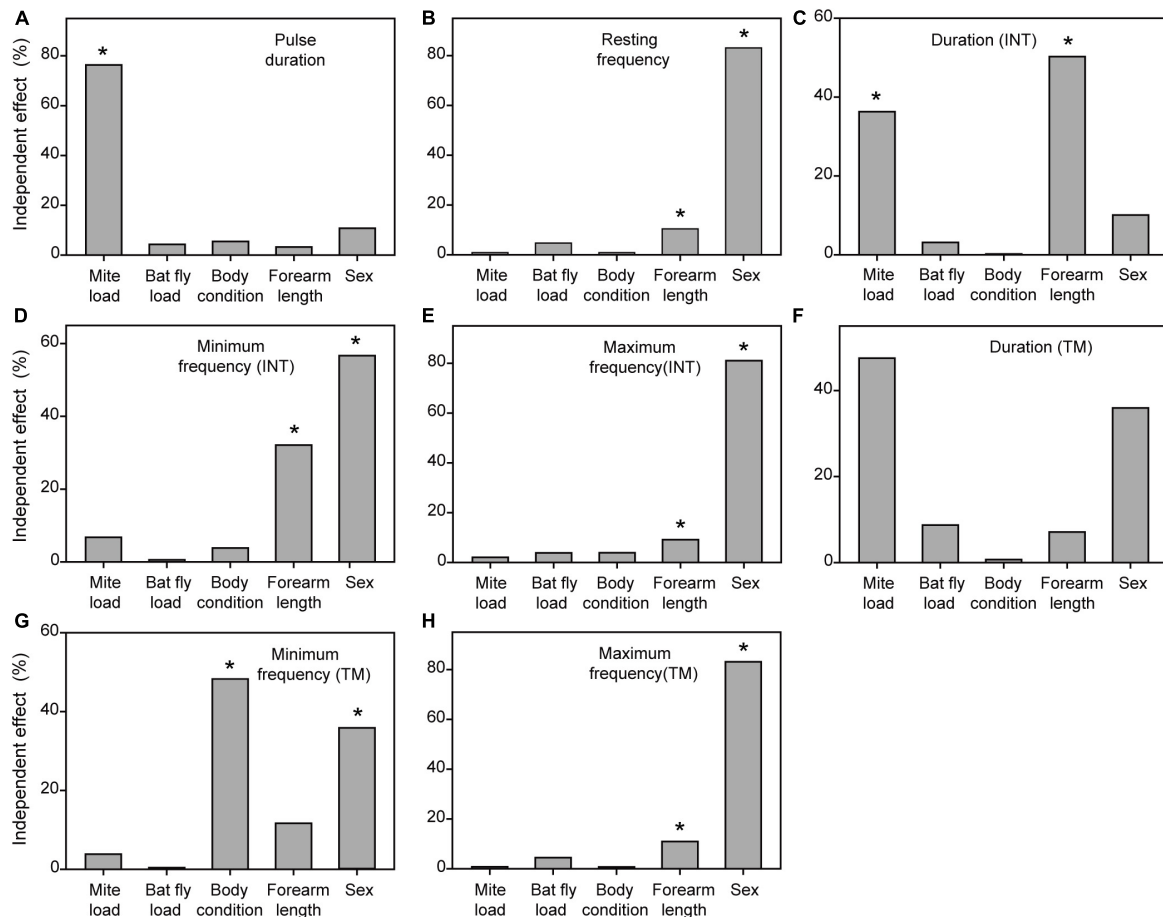 A
Pulse
duration
Independent effect (%)
80
60
40
20
0
*
Mite
load
Bat fly
load
Body
condition
Forearm
length
Sex
B
Resting
frequency
80
60
40
20
0
*
*
Mite
load
Bat fly
load
Body
condition
Forearm
length
Sex
C
Duration (INT)
60
40
20
0
*
*
Mite
load
Bat fly
load
Body
condition
Forearm
length
Sex
D
Minimum
frequency (INT)
Independent effect (%)
60
40
20
0
*
*
Mite
load
Bat fly
load
Body
condition
Forearm
length
Sex
E
Maximum
frequency(INT)
80
60
40
20
0
*
*
Mite
load
Bat fly
load
Body
condition
Forearm
length
Sex
F
Duration (TM)
40
20
0
Mite
load
Bat fly
load
Body
condition
Forearm
length
Sex
G
Minimum
frequency (TM)
Independent effect (%)
60
40
20
0
*
*
Mite
load
Bat fly
load
Body
condition
Forearm
length
Sex
H
Maximum
frequency(TM)
80
60
40
20
0
*
*
Mite
load
Bat fly
load
Body
condition
Forearm
length
Sex